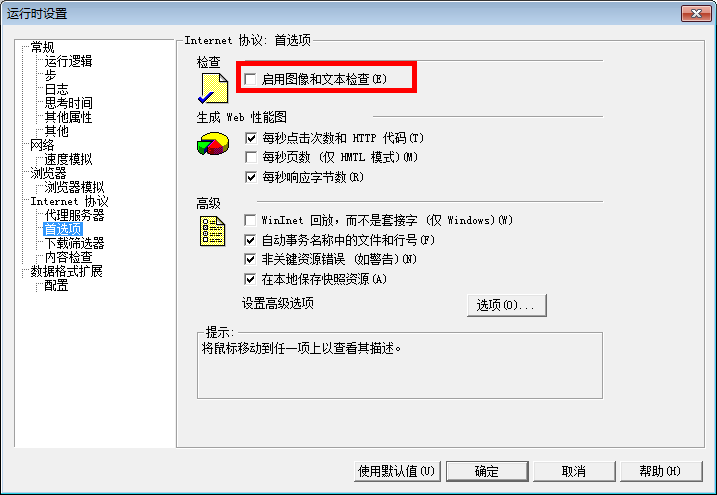 运行时设置
常规
运行逻辑
步
日志
思考时间
其他属性
其他
网络
速度模拟
浏览器
浏览器模拟
Internet 协议
代理服务器
首选项
下载筛选器
内容检查
数据格式扩展
配置
Internet 协议: 首选项
检查
启用图像和文本检查(E)
生成 Web 性能图
每秒点击次数和 HTTP 代码(T)
每秒页数 (仅 HMTL 模式)(M)
每秒响应字节数(R)
高级
WinInet 回放，而不是套接字 (仅 Windows)(W)
自动事务名称中的文件和行号(F)
非关键资源错误 (如警告)(N)
在本地保存快照资源(A)
设置高级选项
选项(O)...
提示:
将鼠标移动到任一项上以查看其描述。
使用默认值(U)
确定
取消
帮助(H)